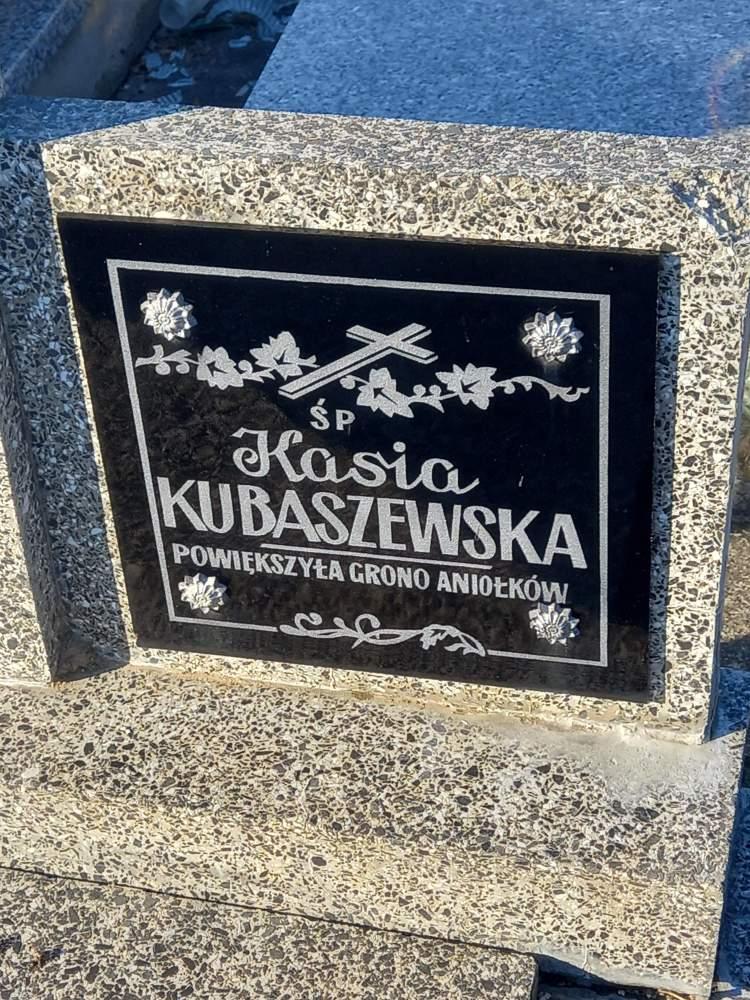 ŚP
Kasia
KUBASZEWSKA
POWIĘKSZYŁA GRONO ANIOŁKÓW